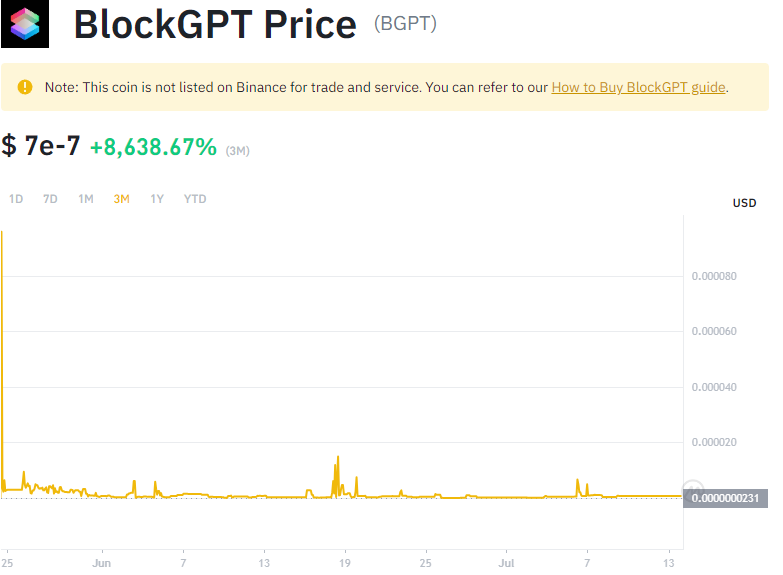 BlockGPT Price (BGPT)
Note: This coin is not listed on Binance for trade and service. You can refer to our How to Buy BlockGPT guide.
$ 7e-7 +8,638.67% (3M)
1D 7D 1M 3M 1Y YTD
USD
0.000080
0.000060
0.000040
0.000020
0.0000000231
25 Jun 7 13 19 25 Jul 7 13